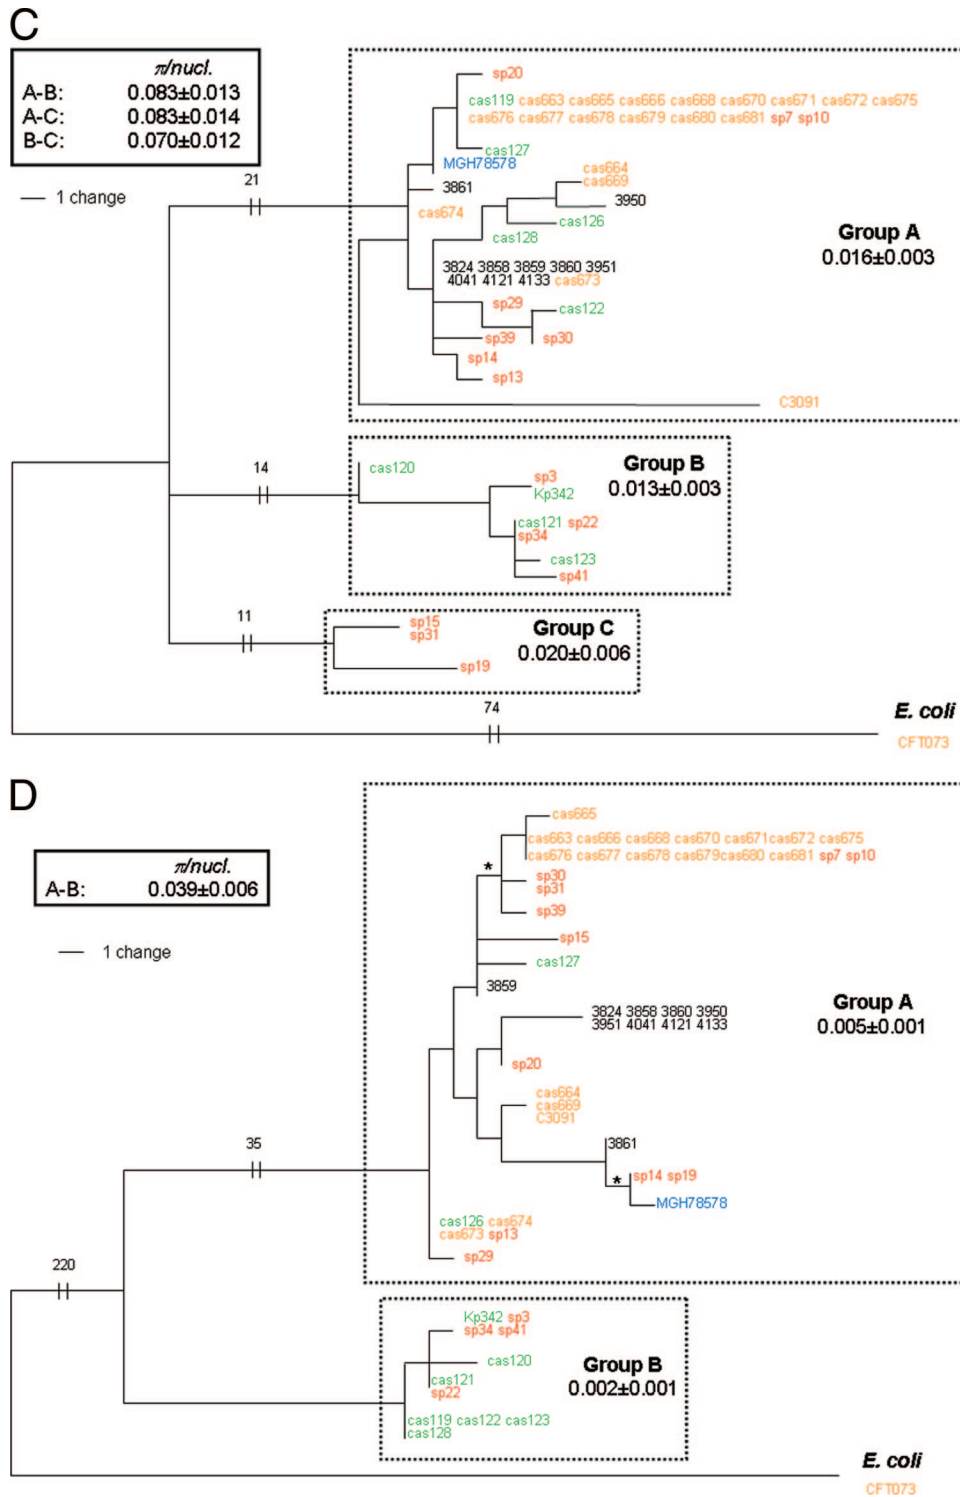 C
π/nucl.
A-B: 0.083±0.013
A-C: 0.083±0.014
B-C: 0.070±0.012
1 change
21
sp20
cas119 cas663 cas665 cas666 cas668 cas670 cas671 cas672 cas675
cas676 cas677 cas678 cas679 cas680 cas681 sp7 sp10
cas127
MGH78578
3861
cas664
cas669
3950
cas674
cas126
cas128
Group A
0.016±0.003
3824 3858 3859 3860 3951
4041 4121 4133 cas673
sp29
cas122
sp39
sp30
sp14
sp13
C3091
14
cas120
Group B
0.013±0.003
sp3
Kp342
cas121 sp22
sp34
cas123
sp41
11
sp15
sp31
Group C
0.020±0.006
sp19
74
E. coli
CFT073
D
π/nucl.
A-B: 0.039±0.006
1 change
cas665
cas663 cas666 cas668 cas670 cas671cas672 cas675
cas676 cas677 cas678 cas679cas680 cas681 sp7 sp10
*
sp30
sp31
sp39
sp15
cas127
3859
Group A
0.005±0.001
3824 3858 3860 3950
3951 4041 4121 4133
sp20
cas664
cas669
C3091
35
3861
*
sp14 sp19
MGH78578
cas126 cas674
cas673 sp13
sp29
220
Kp342 sp3
sp34 sp41
cas120
Group B
0.002±0.001
cas121
sp22
cas119 cas122 cas123
cas128
E. coli
CFT073